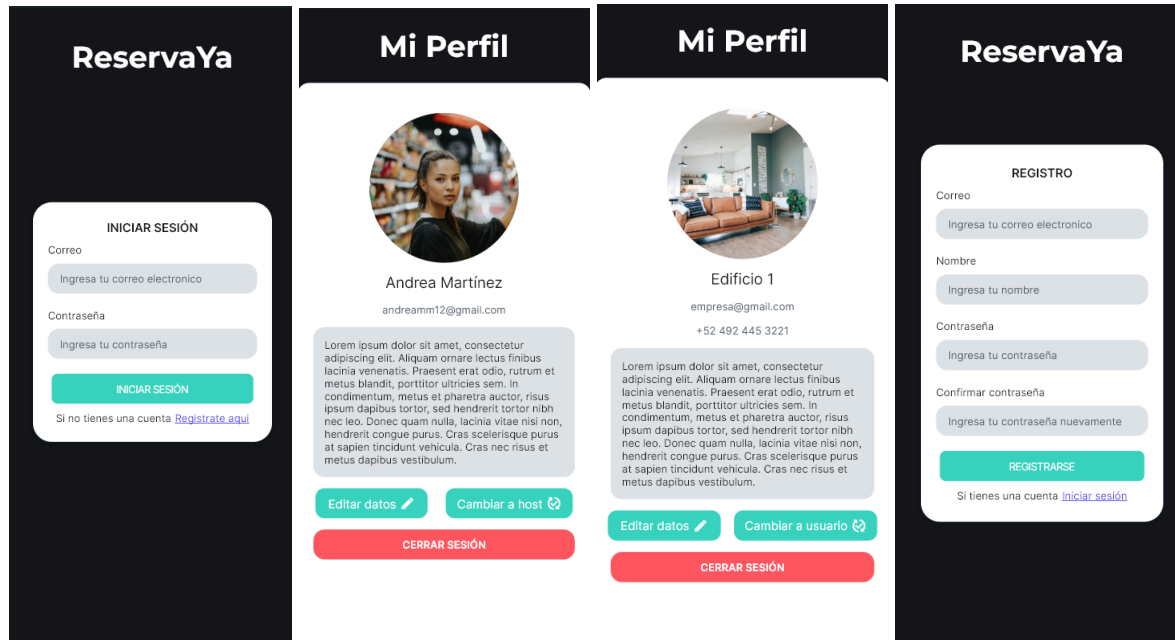 ReservaYa
INICIAR SESIÓN
Correo
Ingresa tu correo electronico
Contraseña
Ingresa tu contraseña
INICIAR SESIÓN
Si no tienes una cuenta Registrate aqui
Mi Perfil
Andrea Martínez
andreamm12@gmail.com
Lorem ipsum dolor sit amet, consectetur
adipiscing elit. Aliquam ornare lectus finibus
lacinia venenatis. Praesent erat odio, rutrum et
metus blandit, porttitor ultricies sem. In
condimentum, metus et pharetra auctor, risus
ipsum dapibus tortor, sed hendrerit tortor nibh
nec leo. Donec quam nulla, lacinia vitae nisi non,
hendrerit congue purus. Cras scelerisque purus
at sapien tincidunt vehicula. Cras nec risus et
metus dapibus vestibulum.
Editar datos
Cambiar a host
CERRAR SESIÓN
Mi Perfil
Edificio 1
empresa@gmail.com
+52 492 445 3221
Lorem ipsum dolor sit amet, consectetur
adipiscing elit. Aliquam ornare lectus finibus
lacinia venenatis. Praesent erat odio, rutrum et
metus blandit, porttitor ultricies sem. In
condimentum, metus et pharetra auctor, risus
ipsum dapibus tortor, sed hendrerit tortor nibh
nec leo. Donec quam nulla, lacinia vitae nisi non,
hendrerit congue purus. Cras scelerisque purus
at sapien tincidunt vehicula. Cras nec risus et
metus dapibus vestibulum.
Editar datos
Cambiar a usuario
CERRAR SESIÓN
ReservaYa
REGISTRO
Correo
Ingresa tu correo electronico
Nombre
Ingresa tu nombre
Contraseña
Ingresa tu contraseña
Confirmar contraseña
Ingresa tu contraseña nuevamente
REGISTRARSE
Si tienes una cuenta Iniciar sesión